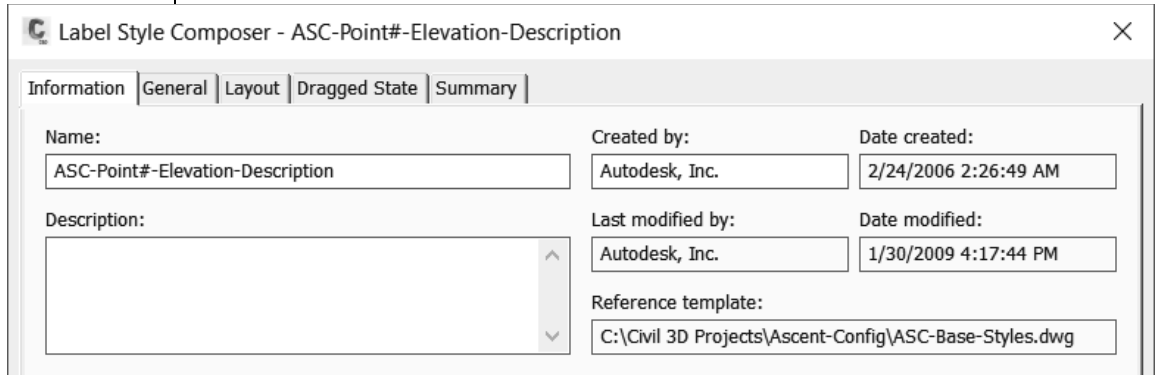 Label Style Composer - ASC-Point#-Elevation-Description
Information General Layout Dragged State Summary
Name:
ASC-Point#-Elevation-Description
Description:
Created by:
Autodesk, Inc.
Date created:
2/24/2006 2:26:49 AM
Last modified by:
Autodesk, Inc.
Date modified:
1/30/2009 4:17:44 PM
Reference template:
C:\Civil 3D Projects\Ascent-Config\ASC-Base-Styles.dwg